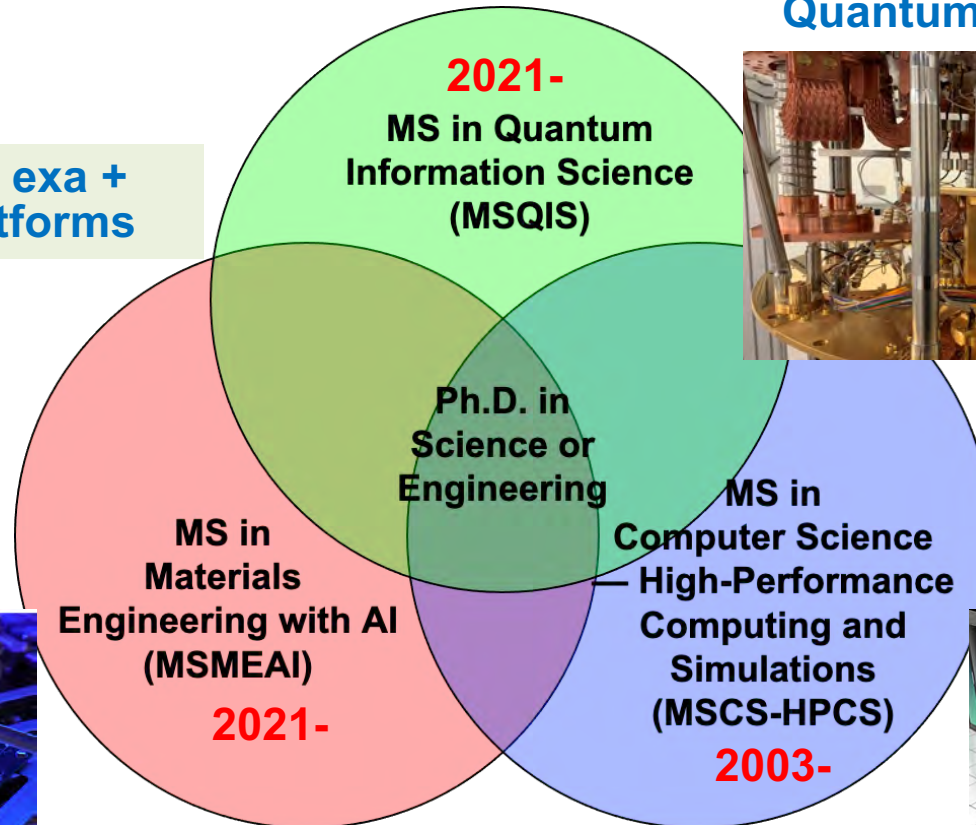 Quantum
2021-
MS in Quantum
Information Science
(MSQIS)
exa +
Ph.D. in
Science or
Engineering
MS in
Materials
Engineering with AI
(MSMEAI)
2021-
MS in
Computer Science
— High-Performance
Computing and
Simulations
(MSCS-HPCS)
2003-